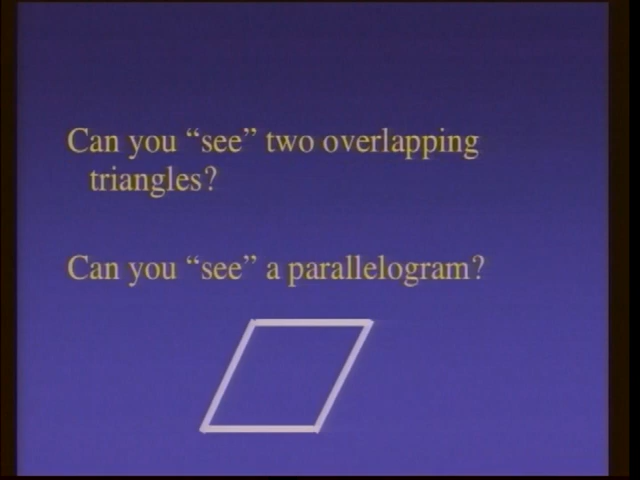 Can you “see” two overlapping
triangles?
Can you “see” a parallelogram?